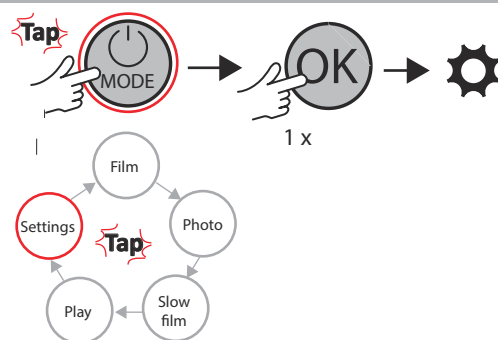 Tap
MODE
OK
1 x
Film
Settings
Photo
Tap
Play
Slow
film